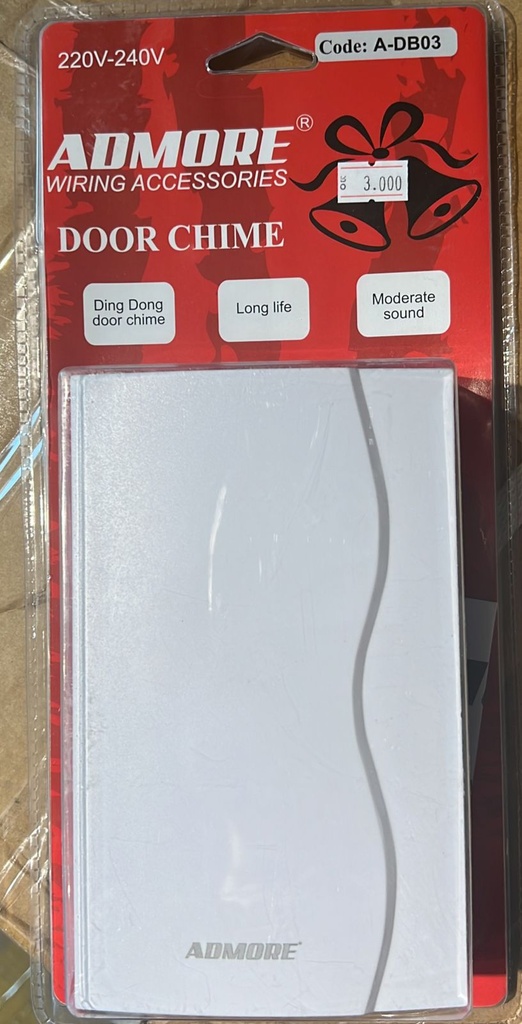 220V-240V
Code: A-DB03
ADMORE®
WIRING ACCESSORIES
3.000
DOOR CHIME
Ding Dong
door chime
Long life
Moderate
sound
ADMORE